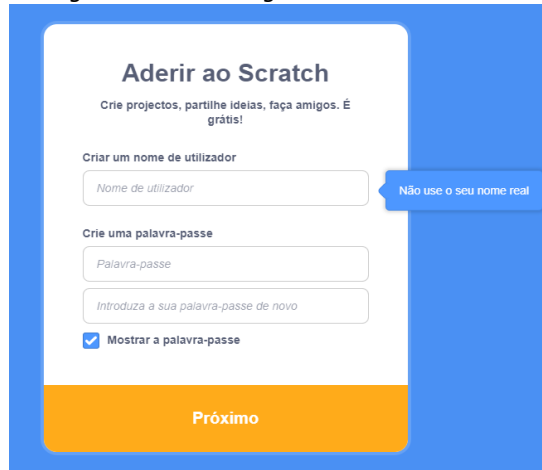 Aderir ao Scratch
Crie projectos, partilhe ideias, faça amigos. É
grátis!
Criar um nome de utilizador
Nome de utilizador
Não use o seu nome real
Crie uma palavra-passe
Palavra-passe
Introduza a sua palavra-passe de novo
Mostrar a palavra-passe
Próximo